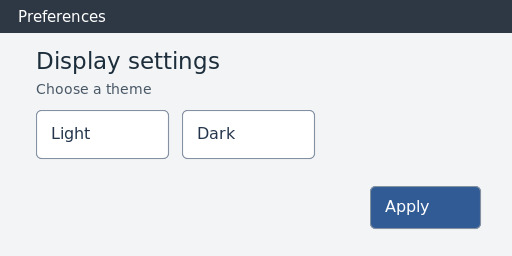 Preferences
Display settings
Choose a theme
Light
Dark
Apply